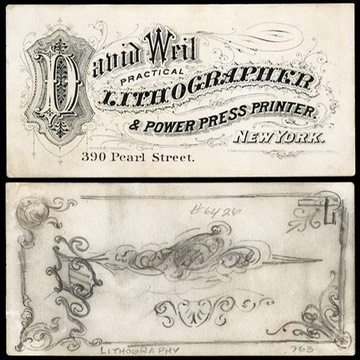 David Weil
PRACTICAL
LITHOGRAPHER
& POWER PRESS PRINTER.
NEW YORK.
390 Pearl Street.
#6426
L
LITHOGRAPHY
763